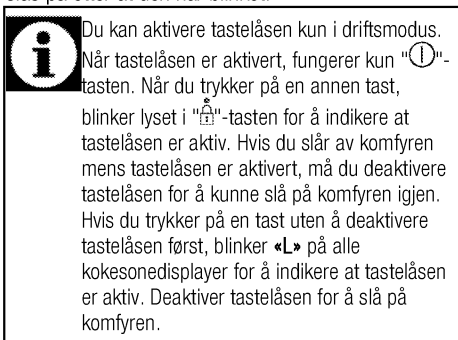 Du kan aktivere tastelåsen kun i driftsmodus.
Når tastelåsen er aktivert, fungerer kun "⏼"-
tasten. Når du trykker på en annen tast,
blinker lyset i "🔒"-tasten for å indikere at
tastelåsen er aktiv. Hvis du slår av komfyren
mens tastelåsen er aktivert, må du deaktivere
tastelåsen for å kunne slå på komfyren igjen.
Hvis du trykker på en tast uten å deaktivere
tastelåsen først, blinker «L» på alle
kokesonedisplayer for å indikere at tastelåsen
er aktiv. Deaktiver tastelåsen for å slå på
komfyren.